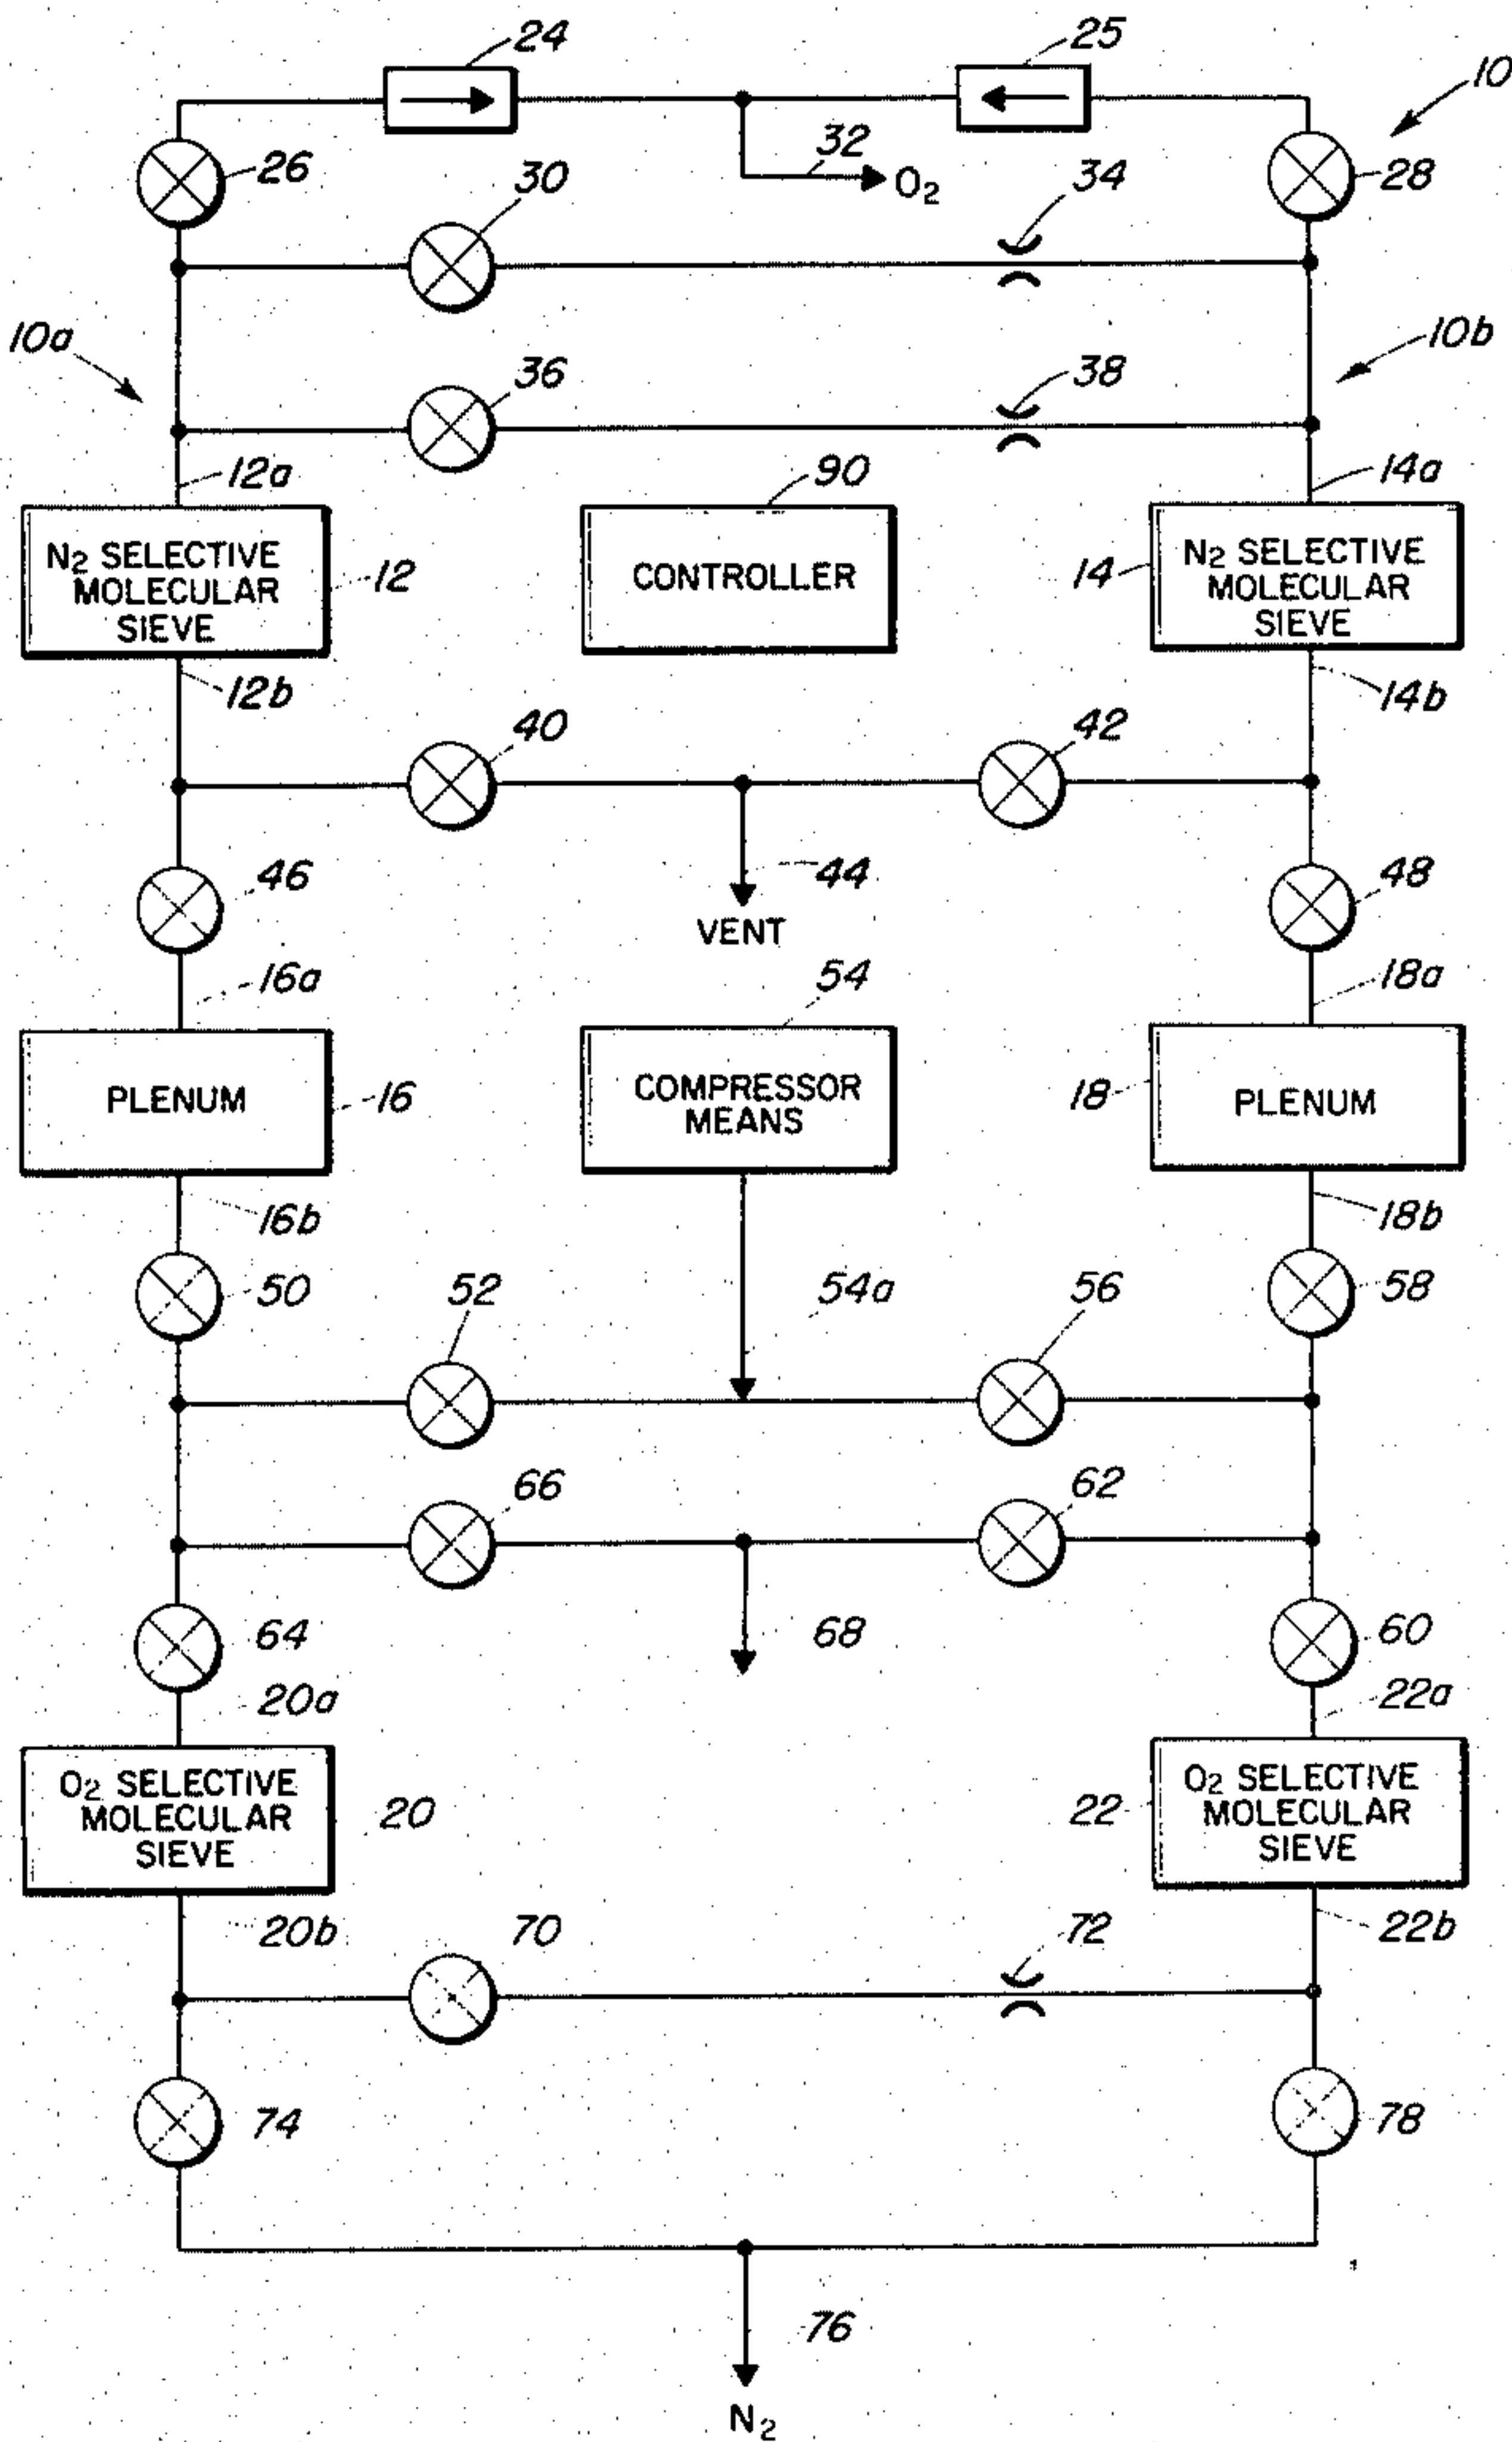 24
25
10
26
32
O2
28
30
34
10a
10b
36
38
12a
90
14a
N2 SELECTIVE
MOLECULAR
SIEVE
12
CONTROLLER
14
N2 SELECTIVE
MOLECULAR
SIEVE
12b
14b
40
42
46
44
48
VENT
16a
54
18a
PLENUM
16
COMPRESSOR
MEANS
18
PLENUM
16b
18b
50
52
54a
56
58
66
62
64
68
60
20a
22a
O2 SELECTIVE
MOLECULAR
SIEVE
20
22
O2 SELECTIVE
MOLECULAR
SIEVE
20b
70
72
22b
74
78
76
N2